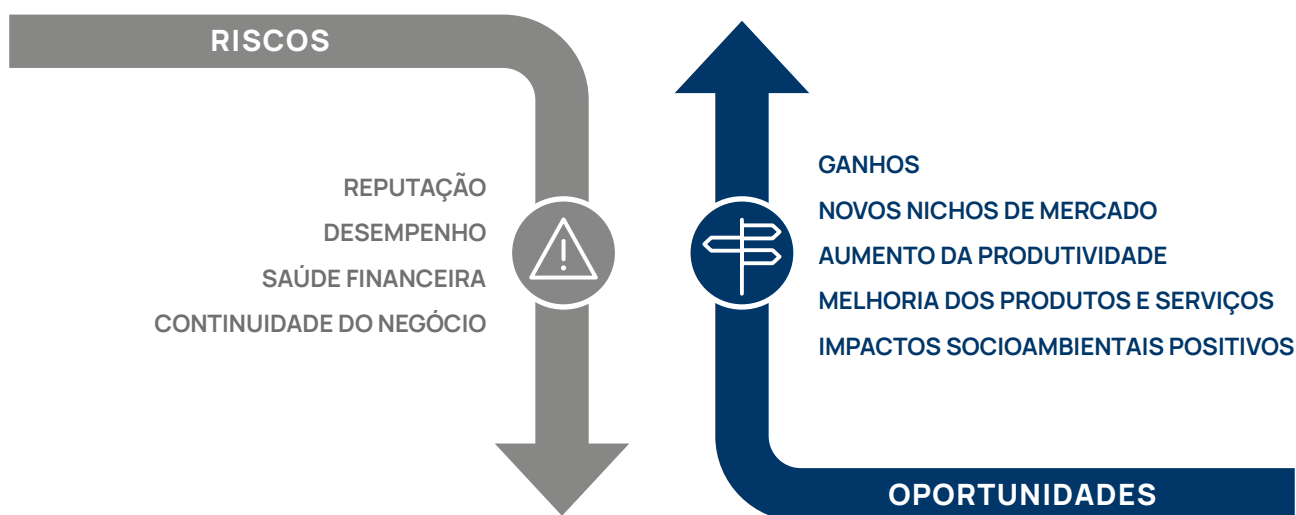 RISCOS
REPUTAÇÃO
DESEMPENHO
SAÚDE FINANCEIRA
CONTINUIDADE DO NEGÓCIO
GANHOS
NOVOS NICHOS DE MERCADO
AUMENTO DA PRODUTIVIDADE
MELHORIA DOS PRODUTOS E SERVIÇOS
IMPACTOS SOCIOAMBIENTAIS POSITIVOS
OPORTUNIDADES